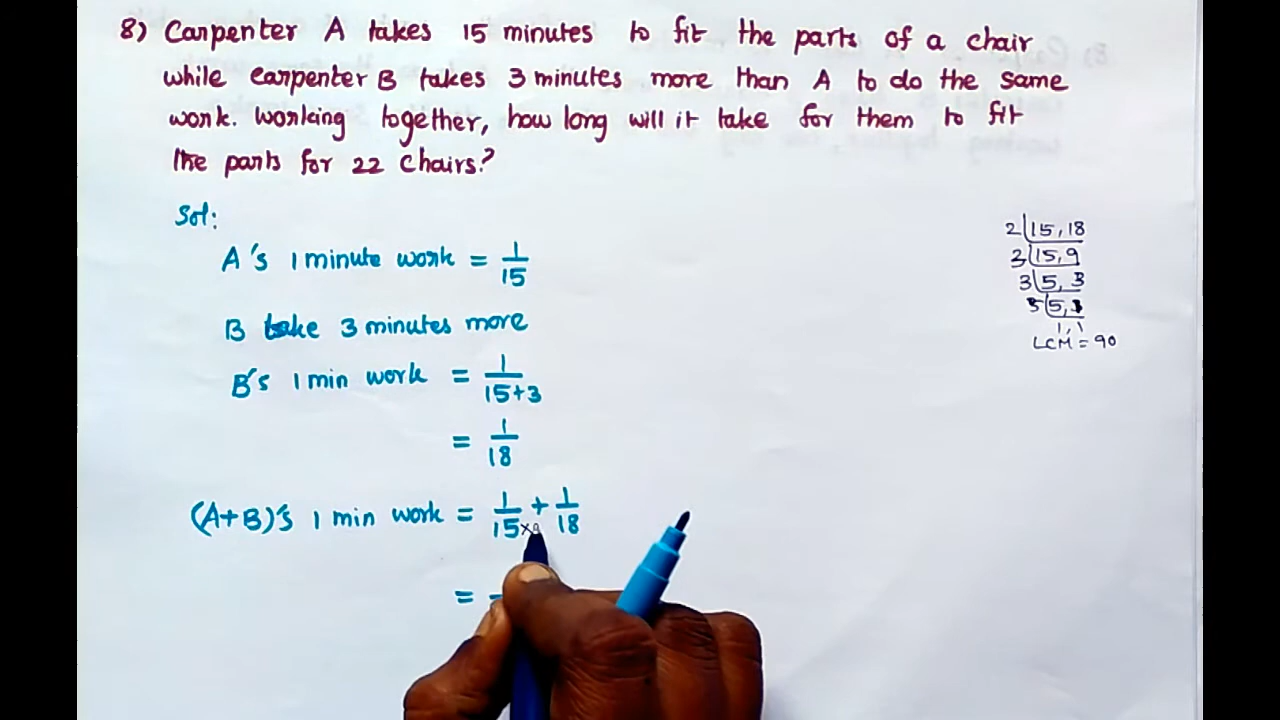 8) Carpenter A takes 15 minutes to fit the parts of a chair
while carpenter B takes 3 minutes more than A to do the same
work. Working together, how long will it take for them to fit
the parts for 22 chairs?
Sol:
A's 1 minute work = 1/15
B take 3 minutes more
B's 1 min work = 1/15+3
= 1/18
(A+B)'s 1 min work = 1/15 + 1/18
=
2 15, 18
3 15, 9
3 5, 3
5 5, 1
1, 1
LCM = 90